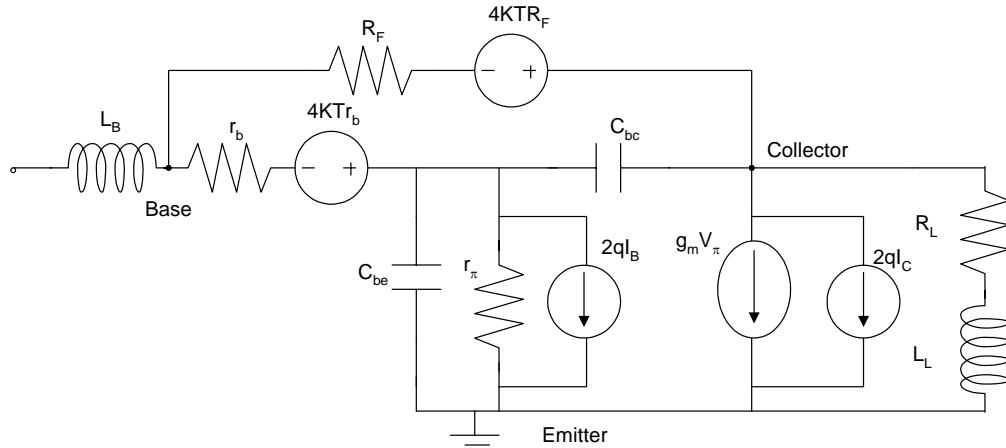 4KTR_F
R_F
L_B
r_b
4KTr_b
C_bc
Collector
Base
R_L
2qI_B
g_mV_π
2qI_C
C_be
r_π
L_L
Emitter